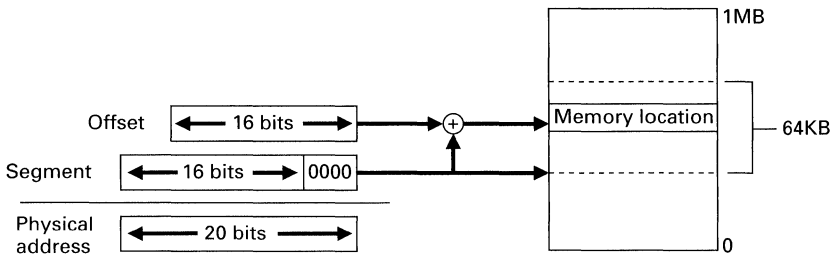 1MB
Offset
16 bits
Memory location
64KB
Segment
16 bits
0000
Physical
address
20 bits
0